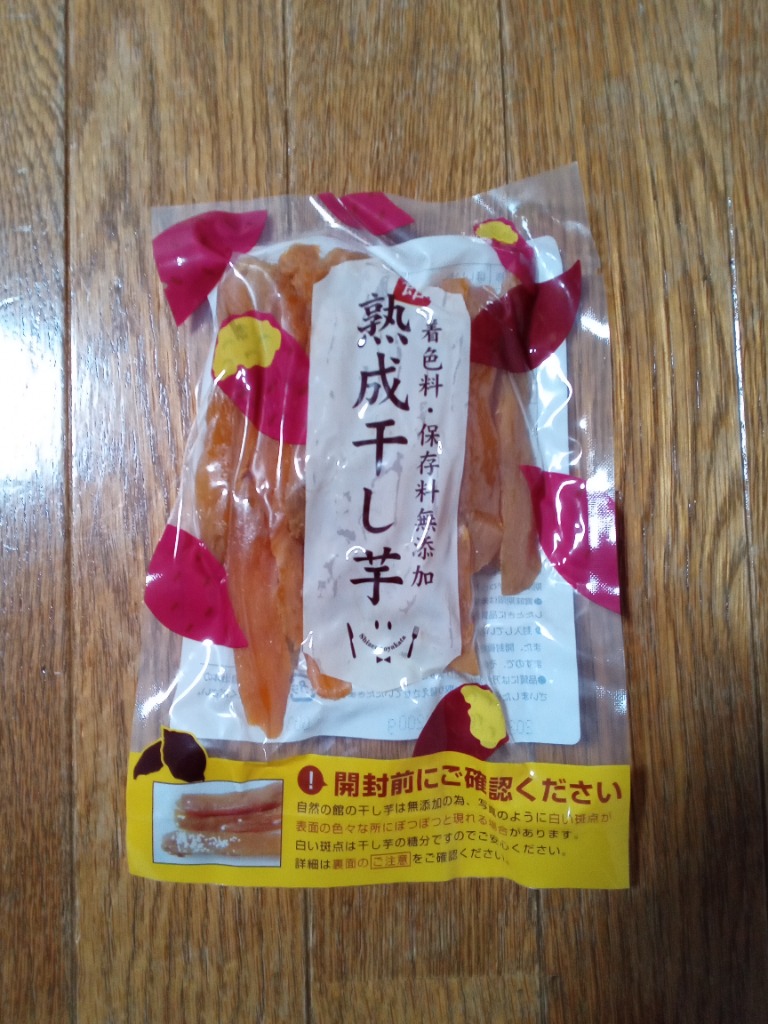 着色料・保存料無添加
熟成干し芋
Shizennoyakata
!開封前にご確認ください
自然の館の干し芋は無添加の為、写真のように白い斑点が
表面の色々な所にぽつぽつと現れる場合があります。
白い斑点は干し芋の糖分ですのでご安心ください。
詳細は裏面のご注意をご確認ください。